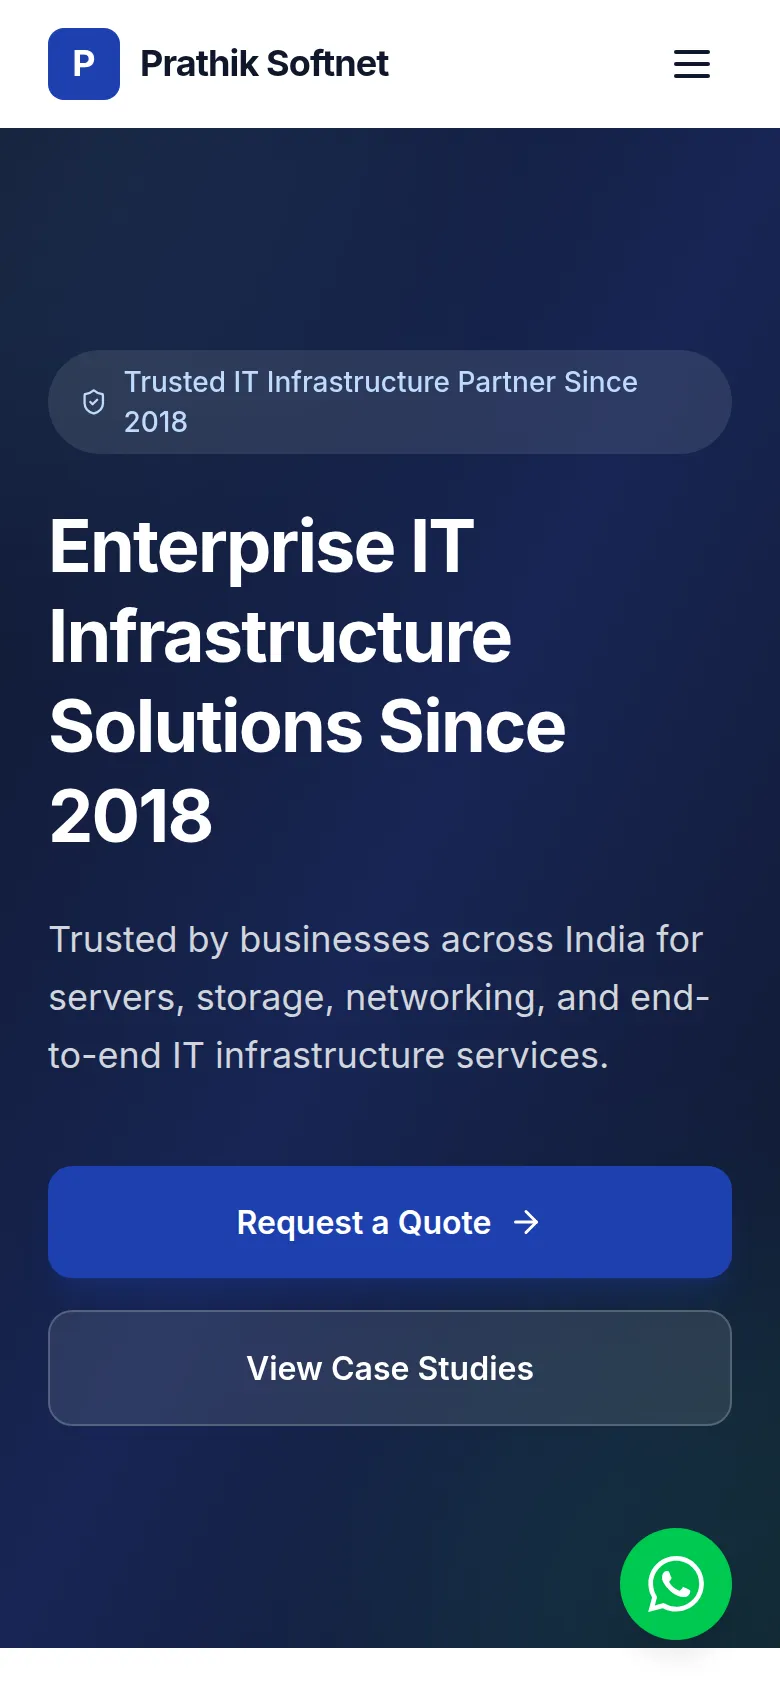 P
Prathik Softnet
Trusted IT Infrastructure Partner Since
2018
Enterprise IT
Infrastructure
Solutions Since
2018
Trusted by businesses across India for
servers, storage, networking, and end-
to-end IT infrastructure services.
Request a Quote
View Case Studies